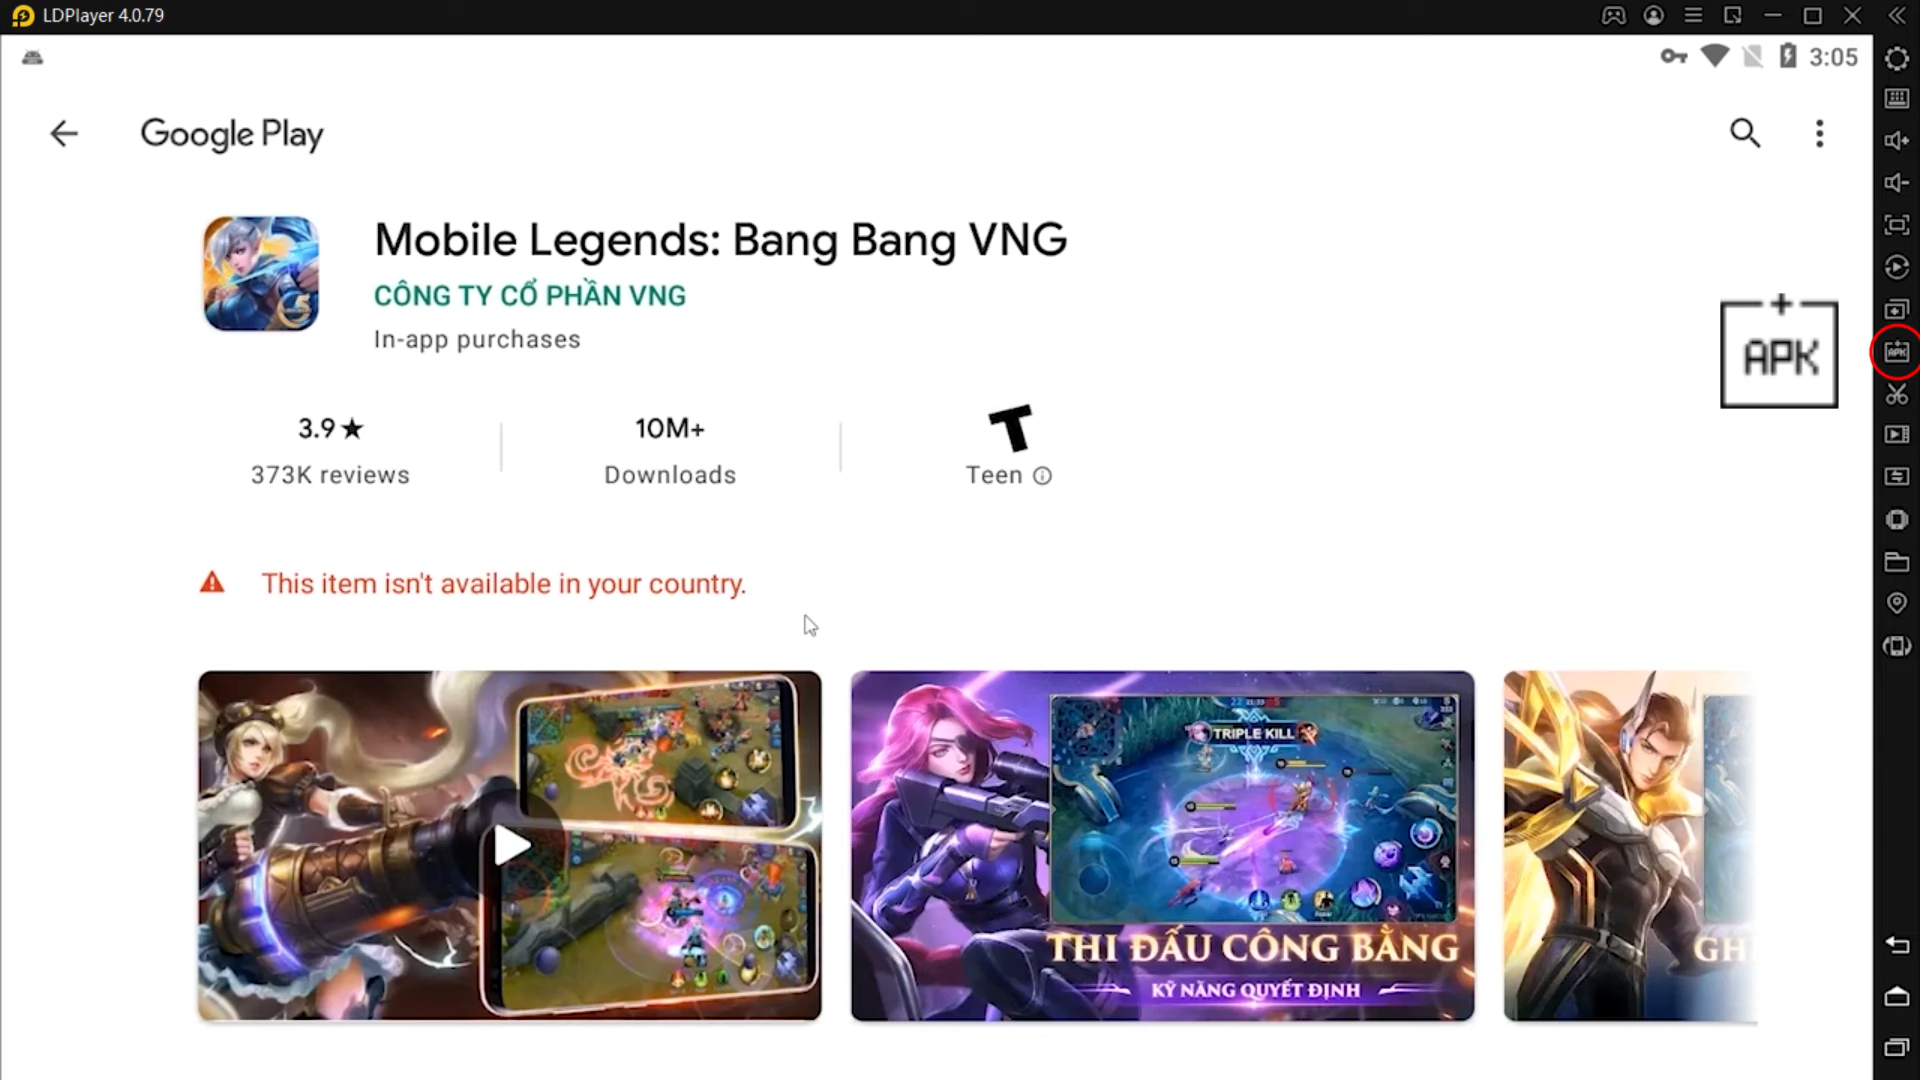 LDPlayer 4.0.79
3:05
Google Play
Mobile Legends: Bang Bang VNG
CÔNG TY CỔ PHẦN VNG
In-app purchases
APK
APK
3.9★
10M+
T
373K reviews
Downloads
Teen
This item isn't available in your country.
TRIPLE KILL
THI ĐẤU CÔNG BẰNG
KỸ NĂNG QUYẾT ĐỊNH
GH